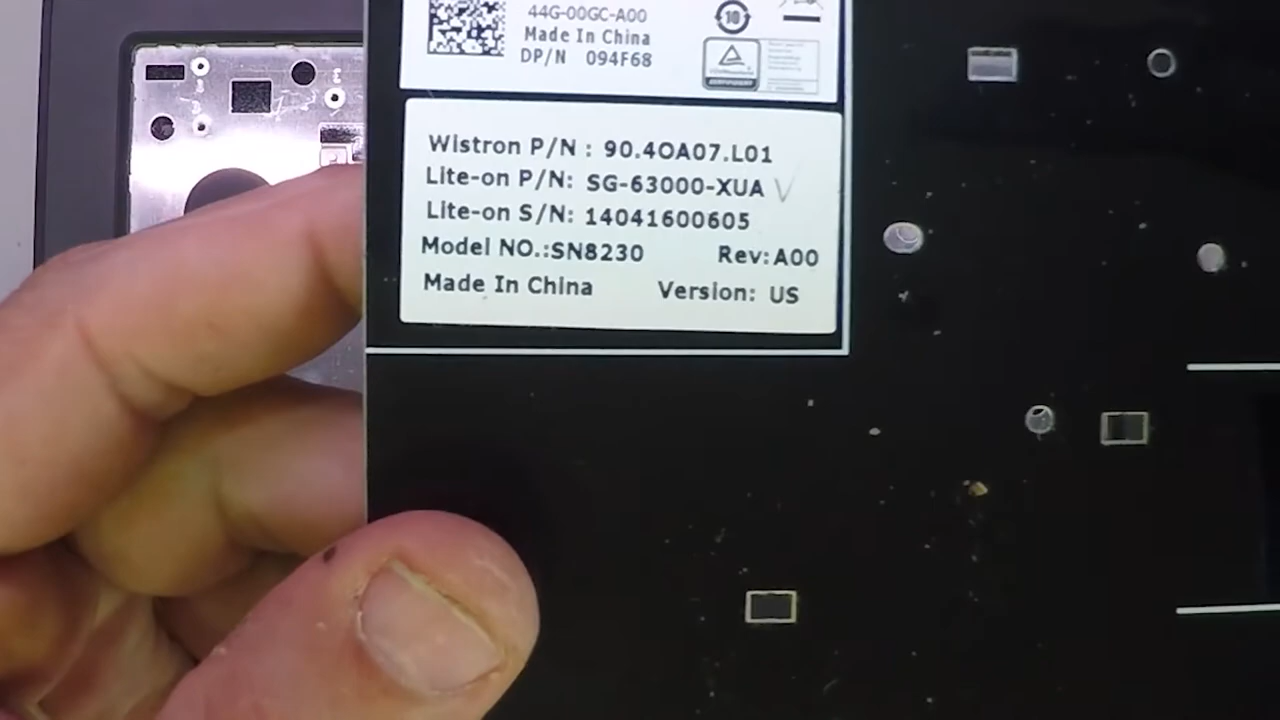 44G-00GC-A00
Made In China
DP/N 094F68
10
Wistron P/N : 90.4OA07.L01
Lite-on P/N: SG-63000-XUA
Lite-on S/N: 14041600605
Model NO.:SN8230 Rev:A00
Made In China Version: US